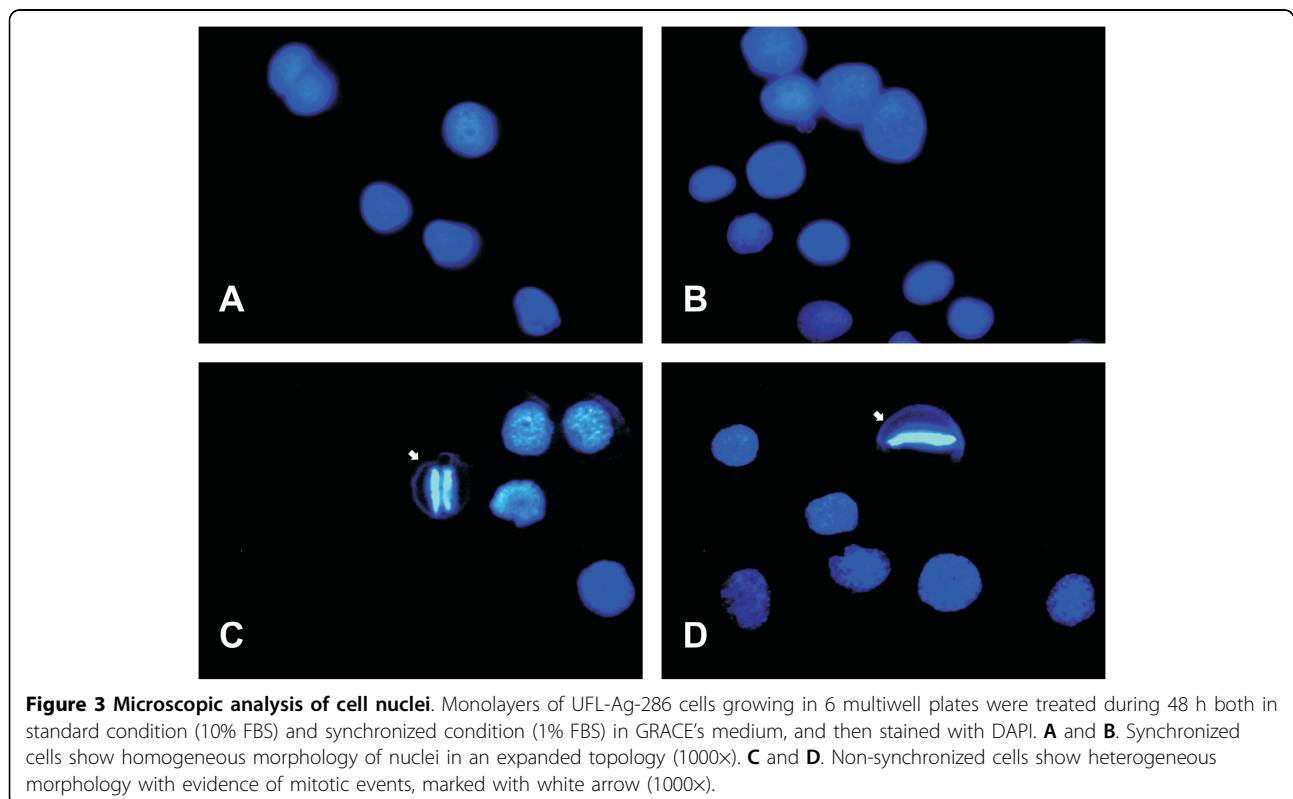 A
B
C
D
Figure 3 Microscopic analysis of cell nuclei. Monolayers of UFL-Ag-286 cells growing in 6 multiwell plates were treated during 48 h both in
standard condition (10% FBS) and synchronized condition (1% FBS) in GRACE's medium, and then stained with DAPI. A and B. Synchronized
cells show homogeneous morphology of nuclei in an expanded topology (1000×). C and D. Non-synchronized cells show heterogeneous
morphology with evidence of mitotic events, marked with white arrow (1000×).